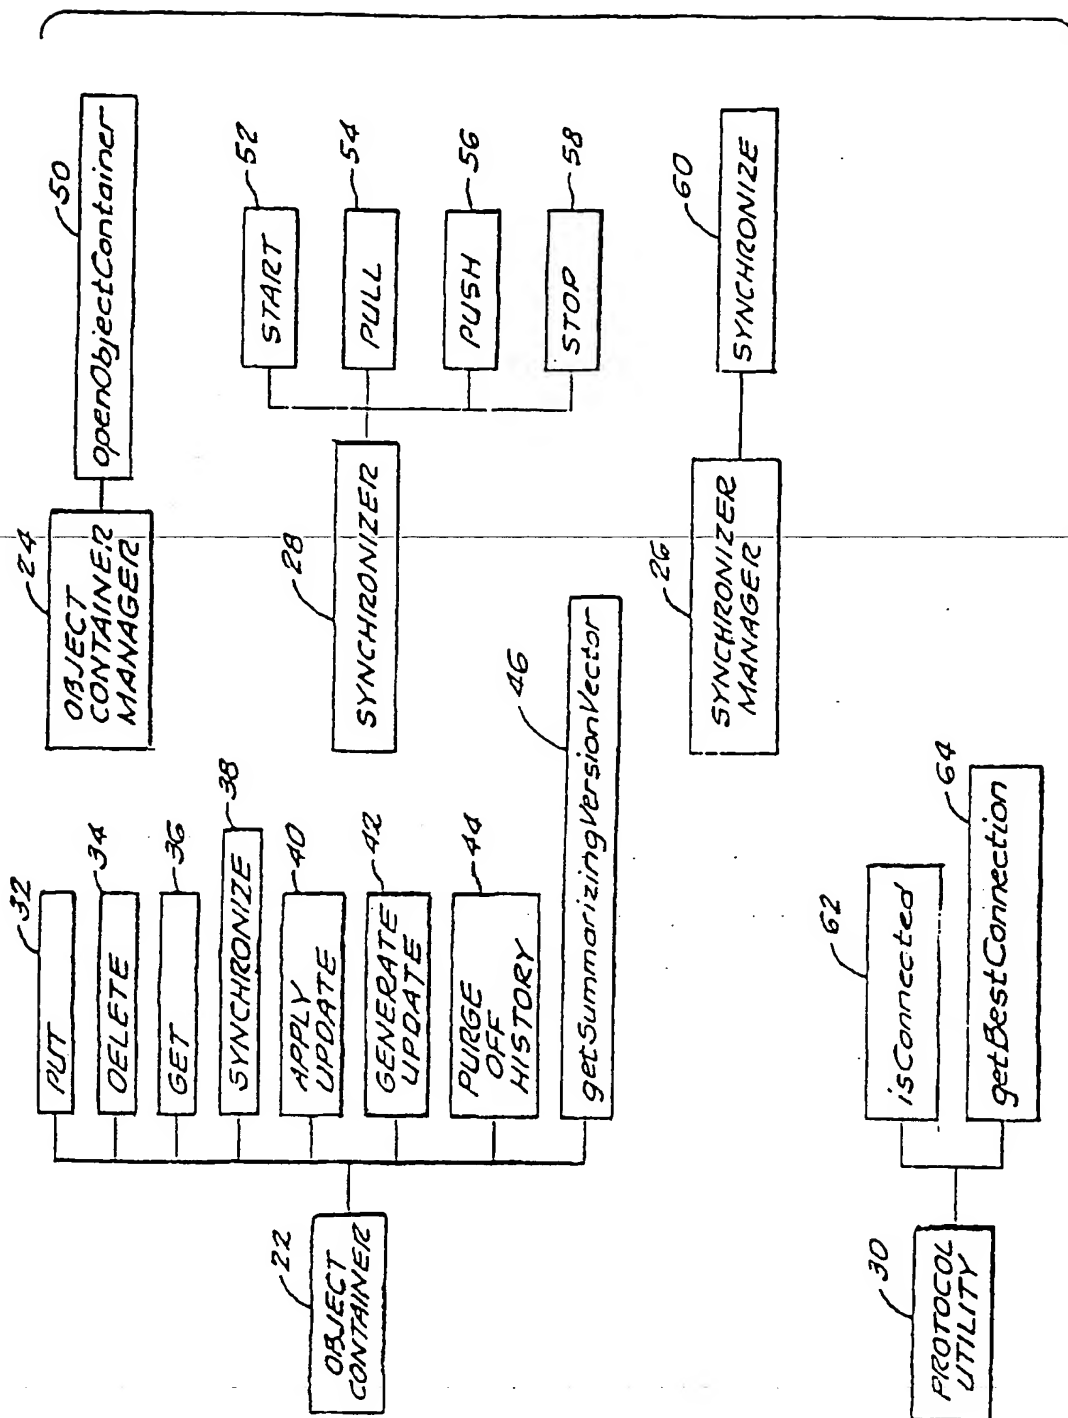 22
OBJECT
CONTAINER
32
PUT
34
DELETE
36
GET
38
SYNCHRONIZE
40
APPLY
UPDATE
42
GENERATE
UPDATE
44
PURGE
OFF
HISTORY
46
getSummarizingVersionVector
24
OBJECT
CONTAINER
MANAGER
50
openObjectContainer
28
SYNCHRONIZER
52
START
54
PULL
56
PUSH
58
STOP
26
SYNCHRONIZER
MANAGER
60
SYNCHRONIZE
30
PROTOCOL
UTILITY
62
isConnected
64
getBestConnection